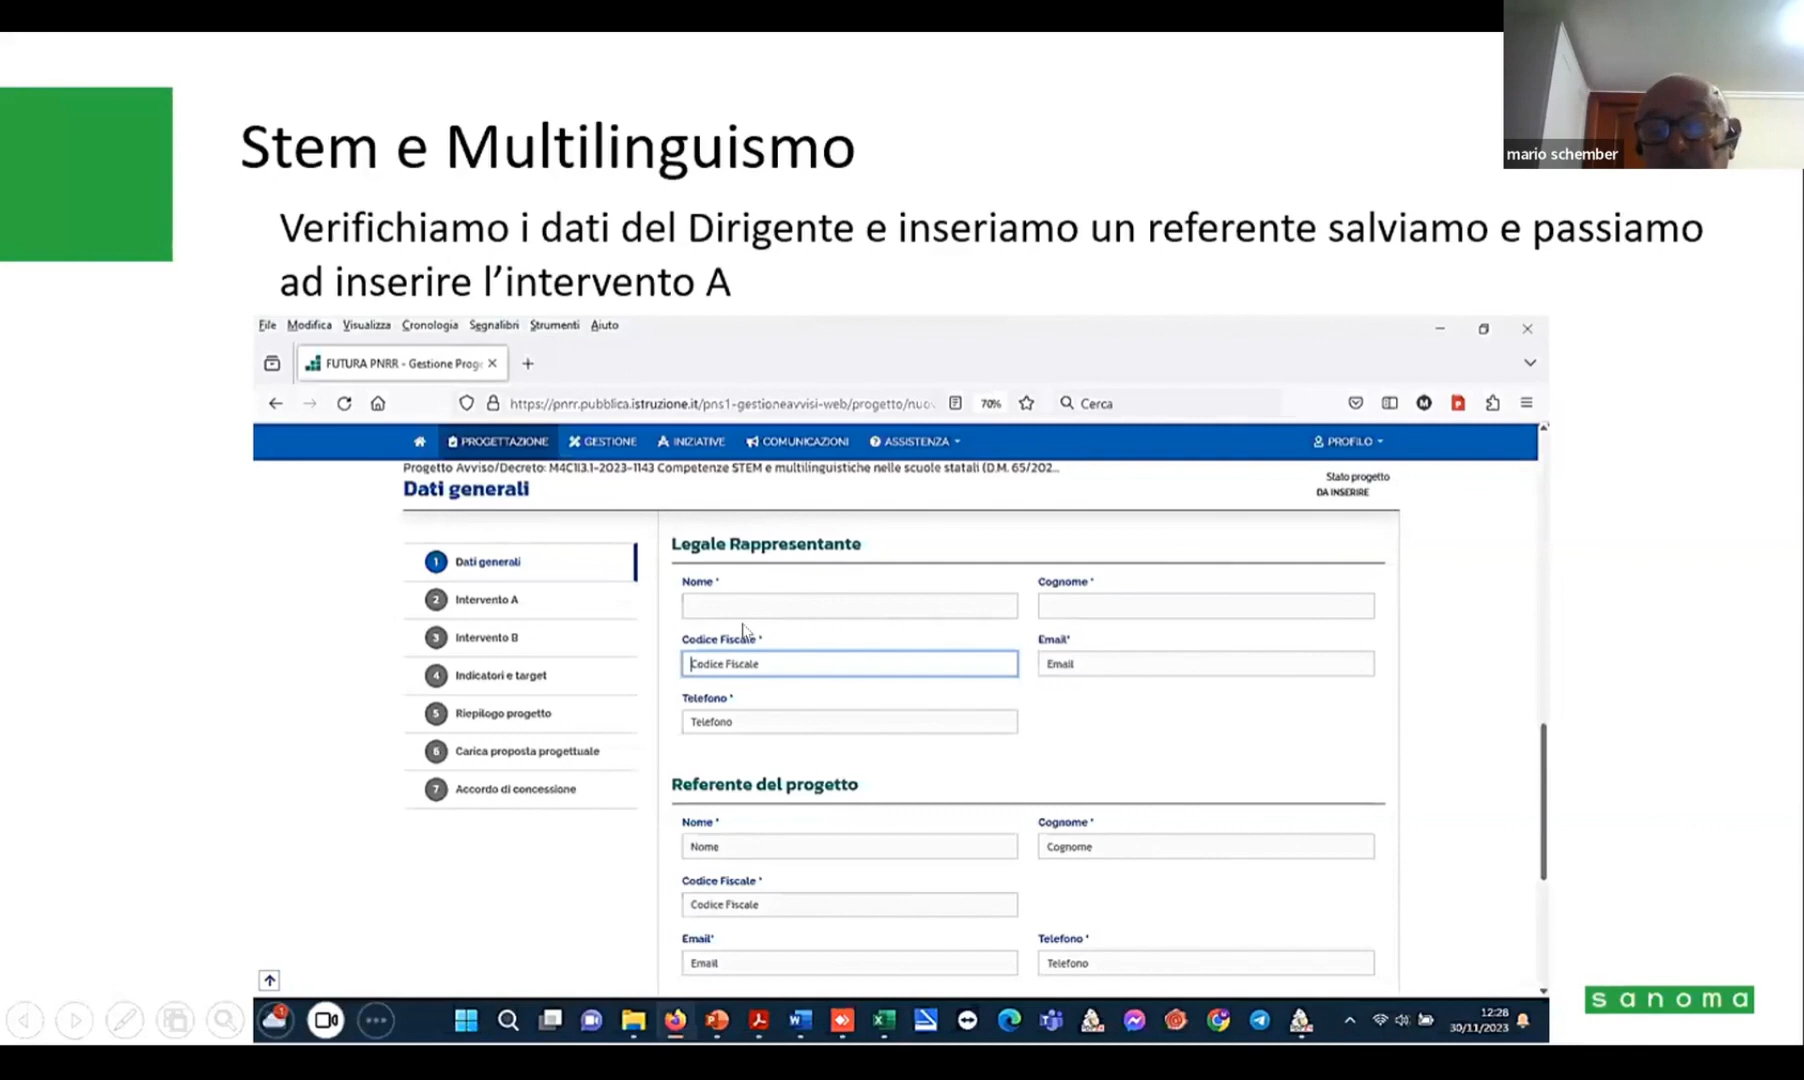 mario schember
Stem e Multilinguismo
Verifichiamo i dati del Dirigente e inseriamo un referente salviamo e passiamo
ad inserire l’intervento A
File Modifica Visualizza Cronologia Segnalibri Strumenti Aiuto
FUTURA PNRR - Gestione Prog
https://pnrr.pubblica.istruzione.it/pns1-gestioneavvisi-web/progetto/nuo
70%
Cerca
PROGETTAZIONE GESTIONE INIZIATIVE COMUNICAZIONI ASSISTENZA PROFILO
Progetto Avviso/Decreto: M4C1I3.1-2023-1143 Competenze STEM e multilinguistiche nelle scuole statali (D.M. 65/202...
Dati generali
Stato progetto
DA INSERIRE
1 Dati generali
2 Intervento A
3 Intervento B
4 Indicatori e target
5 Riepilogo progetto
6 Carica proposta progettuale
7 Accordo di concessione
Legale Rappresentante
Nome * Cognome *
Codice Fiscale * Email*
Codice Fiscale Email
Telefono *
Telefono
Referente del progetto
Nome * Cognome *
Nome Cognome
Codice Fiscale *
Codice Fiscale
Email* Telefono *
Email Telefono
12:28
30/11/2023
sanoma